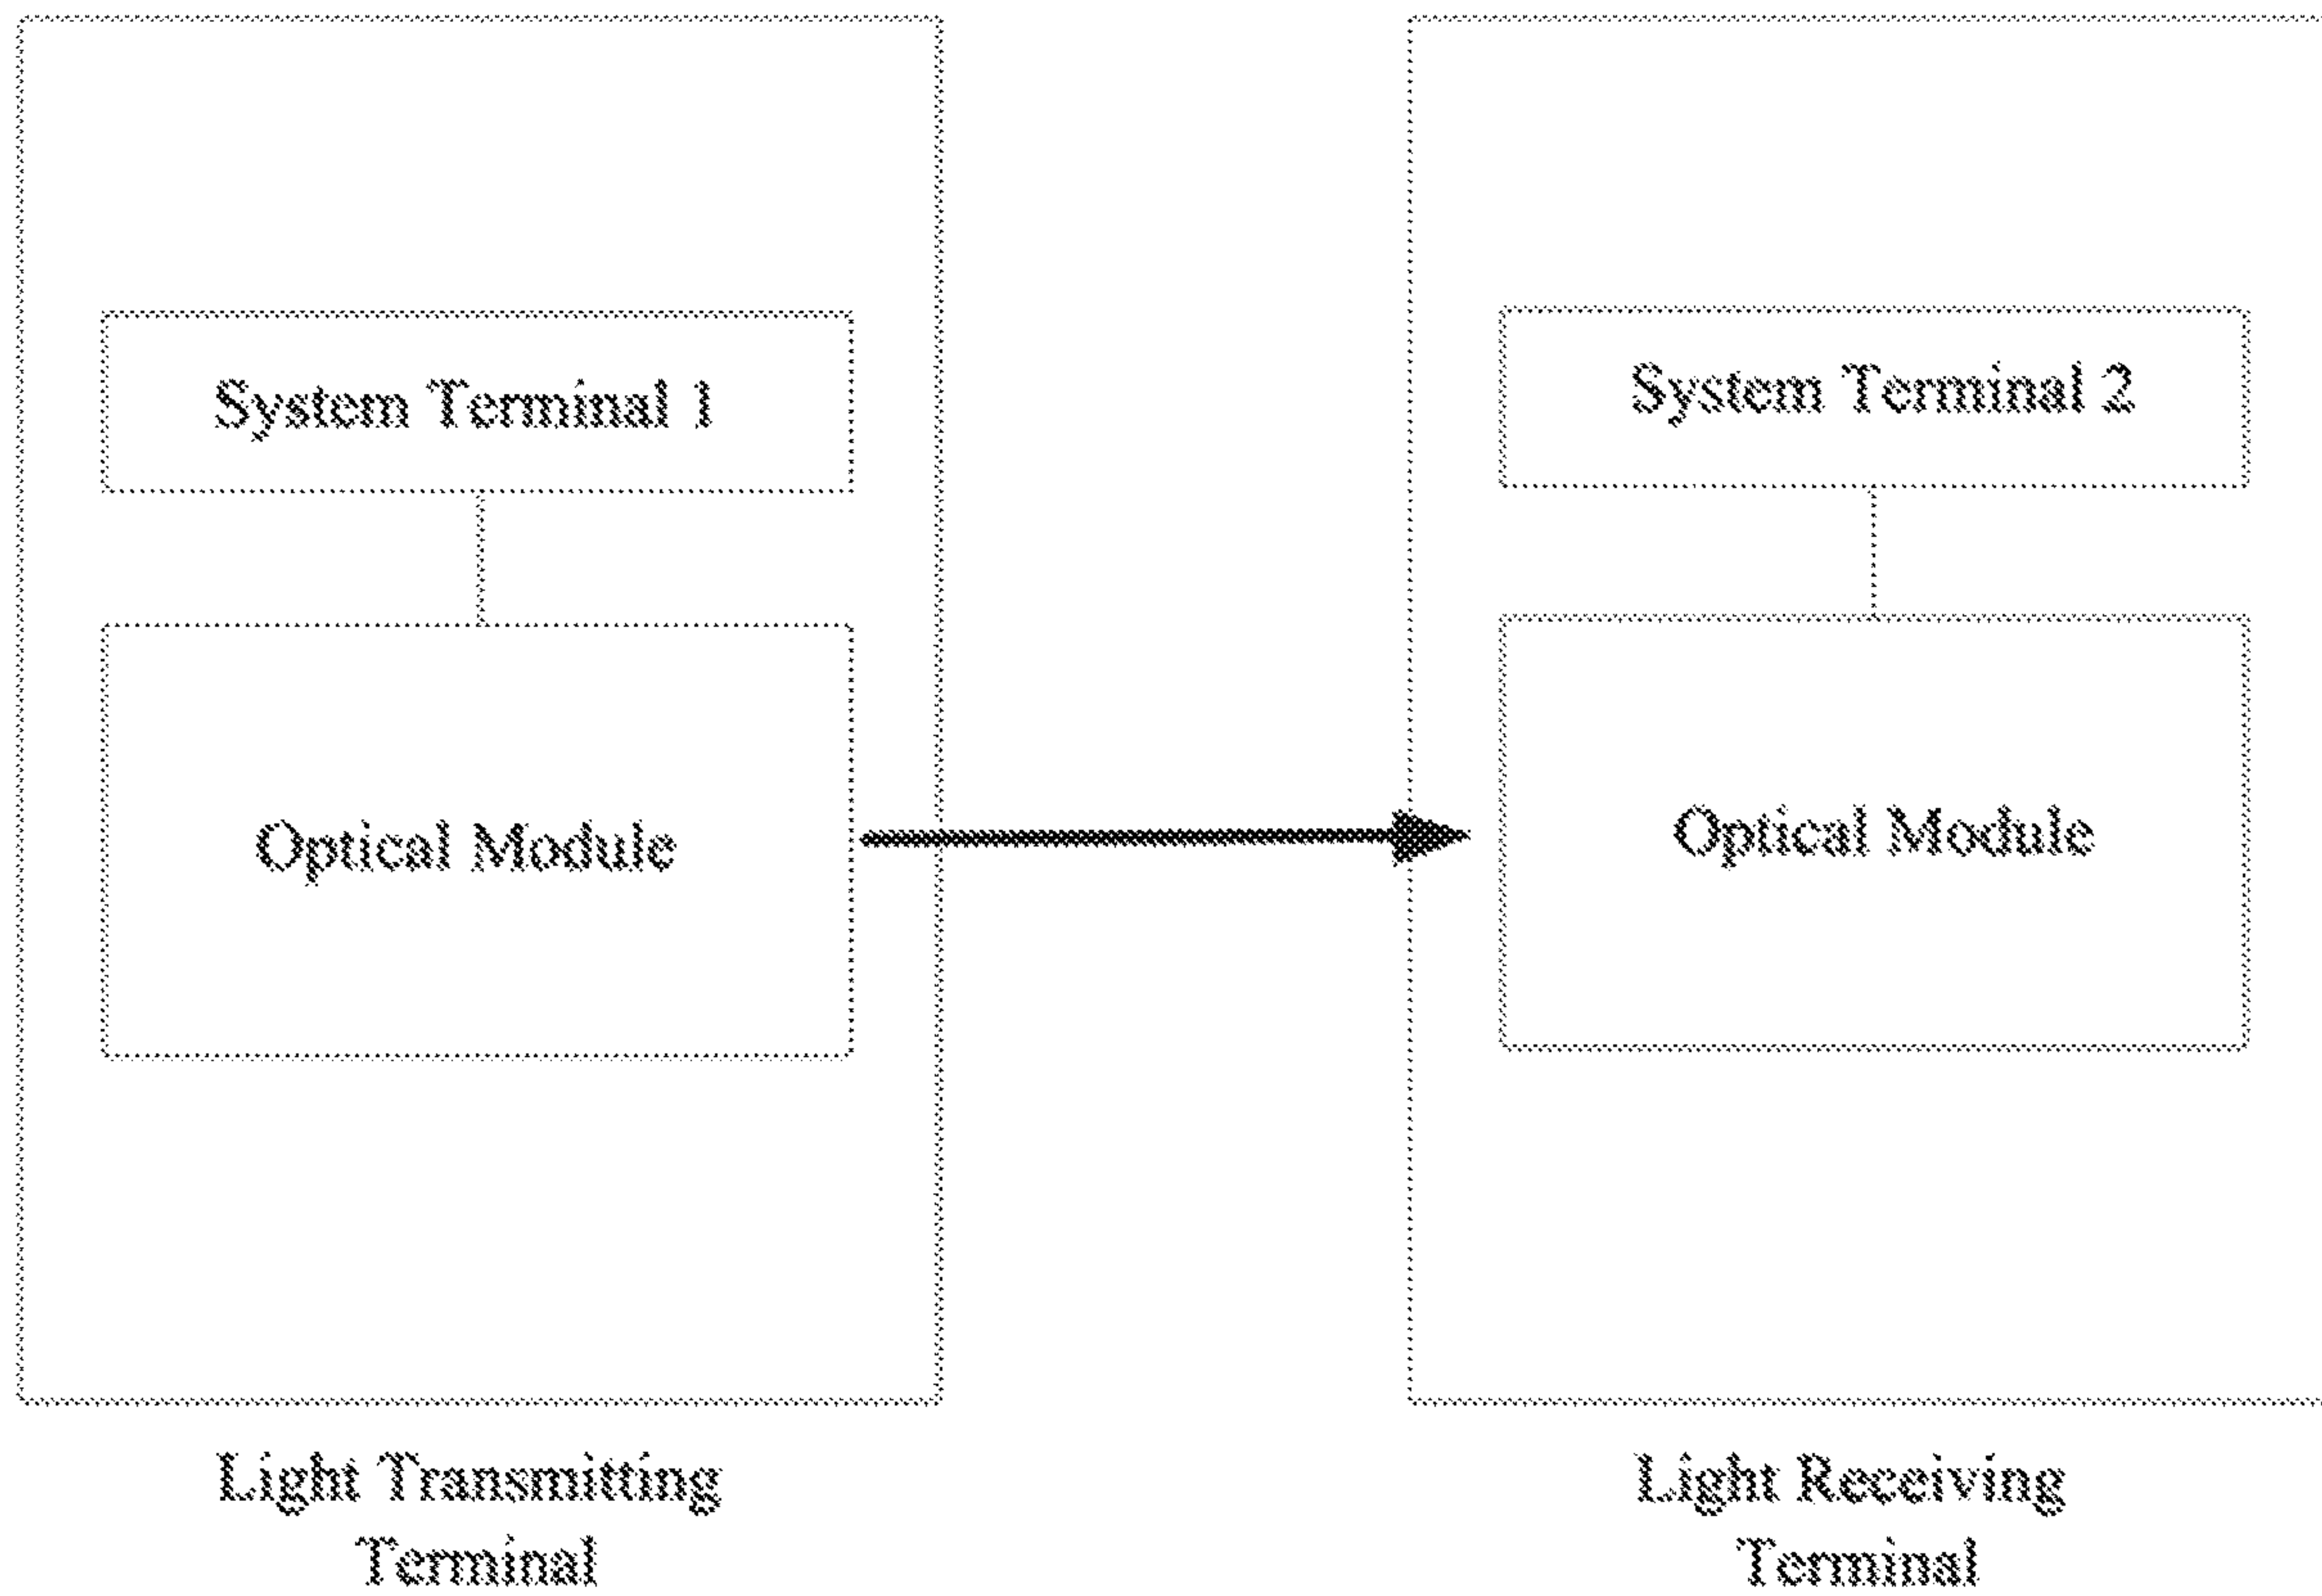 System Terminal 1
Optical Module
Light Transmitting
Terminal
System Terminal 2
Optical Module
Light Receiving
Terminal